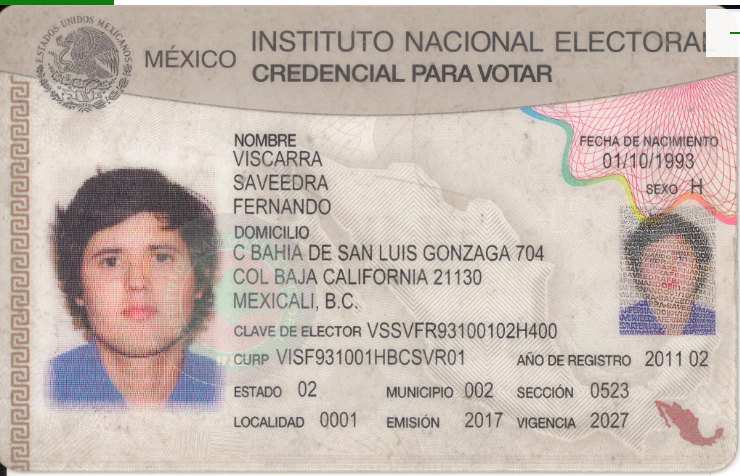 ESTADOS UNIDOS MEXICANOS
MÉXICO INSTITUTO NACIONAL ELECTORAL
CREDENCIAL PARA VOTAR
NOMBRE
VISCARRA
SAVEEDRA
FERNANDO
FECHA DE NACIMIENTO
01/10/1993
SEXO H
DOMICILIO
C BAHIA DE SAN LUIS GONZAGA 704
COL BAJA CALIFORNIA 21130
MEXICALI, B.C.
CLAVE DE ELECTOR VSSVFR93100102H400
CURP VISF931001HBCSVR01 AÑO DE REGISTRO 2011 02
ESTADO 02 MUNICIPIO 002 SECCIÓN 0523
LOCALIDAD 0001 EMISIÓN 2017 VIGENCIA 2027